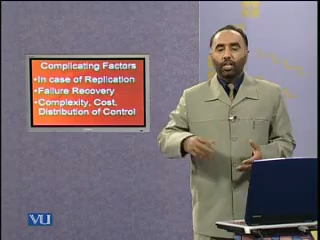 Complicating Factors
•In case of Replication
•Failure Recovery
•Complexity, Cost,
Distribution of Control
VU